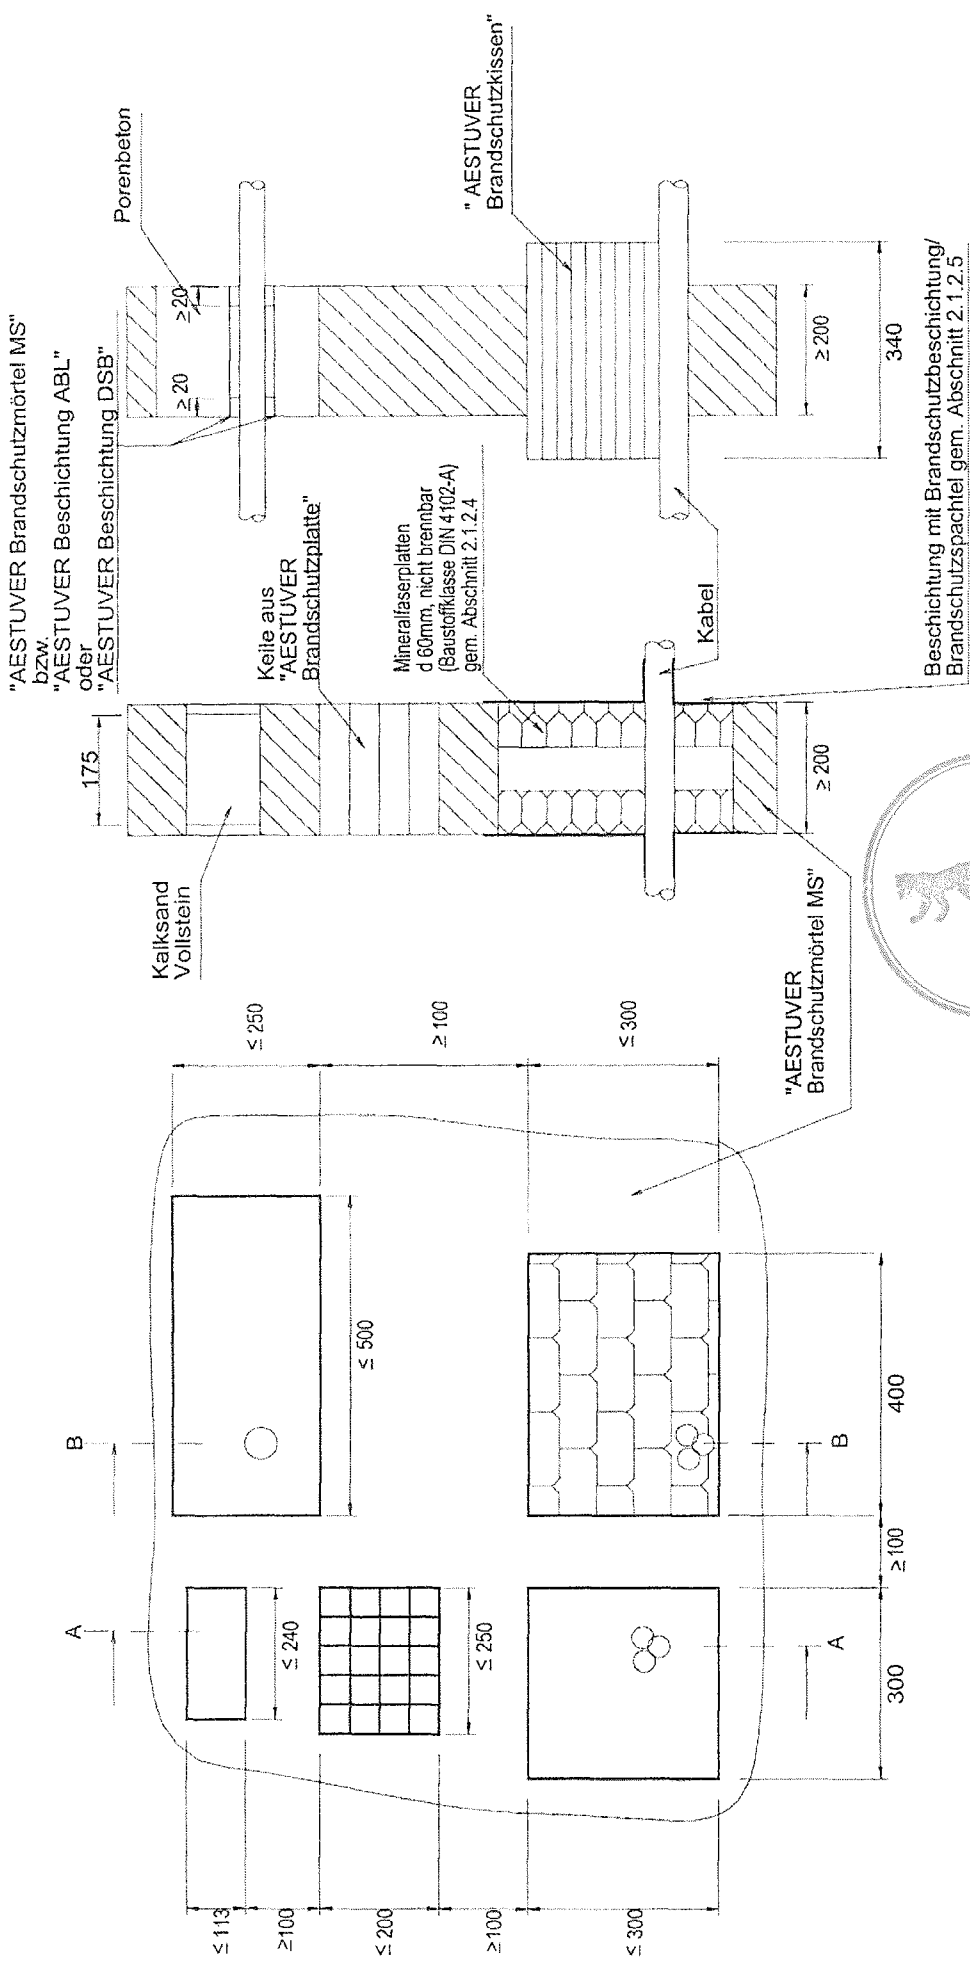 "AESTUVER Brandschutzmörtel MS"
bzw.
"AESTUVER Beschichtung ABL"
oder
"AESTUVER Beschichtung DSB"
175
Kalksand
Vollstein
Keile aus
"AESTUVER
Brandschutzplatte"
Mineralfaserplatten
d 60mm, nicht brennbar
(Baustoffklasse DIN 4102-A)
gem. Abschnitt 2.1.2.4
≥200
Porenbeton
≥20
≥20
" AESTUVER
Brandschutzkissen"
≥200
340
Kabel
Beschichtung mit Brandschutzbeschichtung/
Brandschutzspachtel gem. Abschnitt 2.1.2.5
"AESTUVER
Brandschutzmörtel MS"
A
B
≤ 113
≥100
≤200
≥100
≤ 300
≤ 240
≤ 250
≤ 500
≤ 250
≥ 100
≤ 300
A
B
300
≥100
400